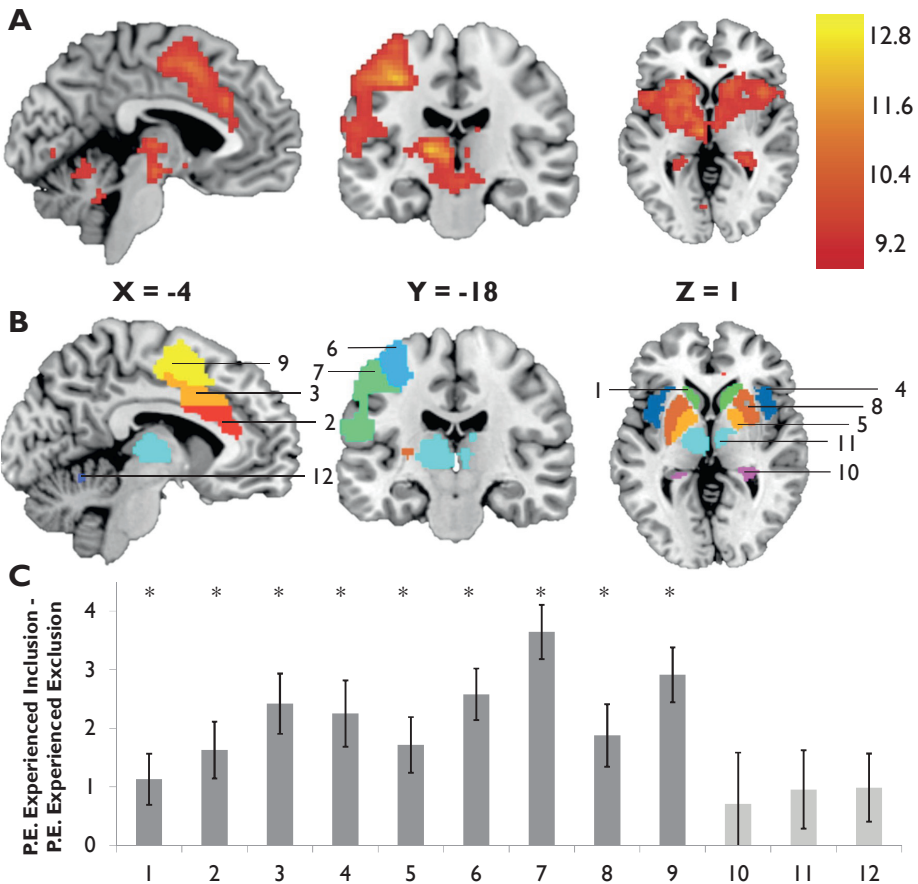 A
12.8
11.6
10.4
9.2
X = -4
Y = -18
Z = 1
B
9
3
2
12
6
7
1
4
8
5
11
10
C
P.E. Experienced Inclusion -
P.E. Experienced Exclusion
* * * * * * * * *
4
3
2
1
0
1 2 3 4 5 6 7 8 9 10 11 12